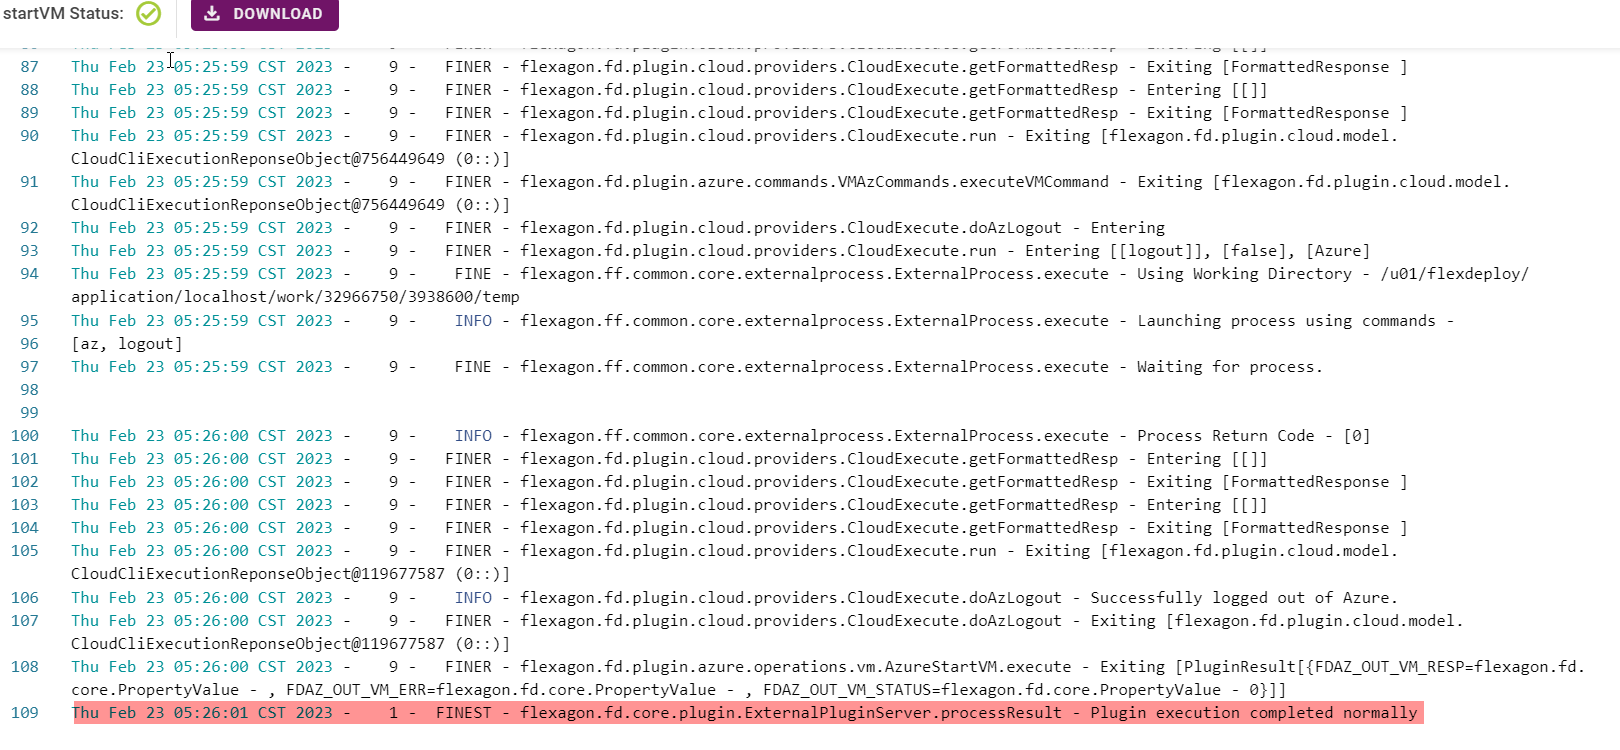 startVM Status:
DOWNLOAD
87 Thu Feb 23 05:25:59 CST 2023 - 9 - FINER - flexagon.fd.plugin.cloud.providers.CloudExecute.getFormattedResp - Exiting [FormattedResponse ]
88 Thu Feb 23 05:25:59 CST 2023 - 9 - FINER - flexagon.fd.plugin.cloud.providers.CloudExecute.getFormattedResp - Entering [[]]
89 Thu Feb 23 05:25:59 CST 2023 - 9 - FINER - flexagon.fd.plugin.cloud.providers.CloudExecute.getFormattedResp - Exiting [FormattedResponse ]
90 Thu Feb 23 05:25:59 CST 2023 - 9 - FINER - flexagon.fd.plugin.cloud.providers.CloudExecute.run - Exiting [flexagon.fd.plugin.cloud.model.
CloudCliExecutionReponseObject@756449649 (0::)]
91 Thu Feb 23 05:25:59 CST 2023 - 9 - FINER - flexagon.fd.plugin.azure.commands.VMAzCommands.executeVMCommand - Exiting [flexagon.fd.plugin.cloud.model.
CloudCliExecutionReponseObject@756449649 (0::)]
92 Thu Feb 23 05:25:59 CST 2023 - 9 - FINER - flexagon.fd.plugin.cloud.providers.CloudExecute.doAzLogout - Entering
93 Thu Feb 23 05:25:59 CST 2023 - 9 - FINER - flexagon.fd.plugin.cloud.providers.CloudExecute.run - Entering [[logout]], [false], [Azure]
94 Thu Feb 23 05:25:59 CST 2023 - 9 - FINE - flexagon.ff.common.core.externalprocess.ExternalProcess.execute - Using Working Directory - /u01/flexdeploy/
application/localhost/work/32966750/3938600/temp
95 Thu Feb 23 05:25:59 CST 2023 - 9 - INFO - flexagon.ff.common.core.externalprocess.ExternalProcess.execute - Launching process using commands -
96 [az, logout]
97 Thu Feb 23 05:25:59 CST 2023 - 9 - FINE - flexagon.ff.common.core.externalprocess.ExternalProcess.execute - Waiting for process.
98
99
100 Thu Feb 23 05:26:00 CST 2023 - 9 - INFO - flexagon.ff.common.core.externalprocess.ExternalProcess.execute - Process Return Code - [0]
101 Thu Feb 23 05:26:00 CST 2023 - 9 - FINER - flexagon.fd.plugin.cloud.providers.CloudExecute.getFormattedResp - Entering [[]]
102 Thu Feb 23 05:26:00 CST 2023 - 9 - FINER - flexagon.fd.plugin.cloud.providers.CloudExecute.getFormattedResp - Exiting [FormattedResponse ]
103 Thu Feb 23 05:26:00 CST 2023 - 9 - FINER - flexagon.fd.plugin.cloud.providers.CloudExecute.getFormattedResp - Entering [[]]
104 Thu Feb 23 05:26:00 CST 2023 - 9 - FINER - flexagon.fd.plugin.cloud.providers.CloudExecute.getFormattedResp - Exiting [FormattedResponse ]
105 Thu Feb 23 05:26:00 CST 2023 - 9 - FINER - flexagon.fd.plugin.cloud.providers.CloudExecute.run - Exiting [flexagon.fd.plugin.cloud.model.
CloudCliExecutionReponseObject@119677587 (0::)]
106 Thu Feb 23 05:26:00 CST 2023 - 9 - INFO - flexagon.fd.plugin.cloud.providers.CloudExecute.doAzLogout - Successfully logged out of Azure.
107 Thu Feb 23 05:26:00 CST 2023 - 9 - FINER - flexagon.fd.plugin.cloud.providers.CloudExecute.doAzLogout - Exiting [flexagon.fd.plugin.cloud.model.
CloudCliExecutionReponseObject@119677587 (0::)]
108 Thu Feb 23 05:26:00 CST 2023 - 9 - FINER - flexagon.fd.plugin.azure.operations.vm.AzureStartVM.execute - Exiting [PluginResult[{FDAZ_OUT_VM_RESP=flexagon.fd.
core.PropertyValue - , FDAZ_OUT_VM_ERR=flexagon.fd.core.PropertyValue - , FDAZ_OUT_VM_STATUS=flexagon.fd.core.PropertyValue - 0}]]
109 Thu Feb 23 05:26:01 CST 2023 - 1 - FINEST - flexagon.fd.core.plugin.ExternalPluginServer.processResult - Plugin execution completed normally